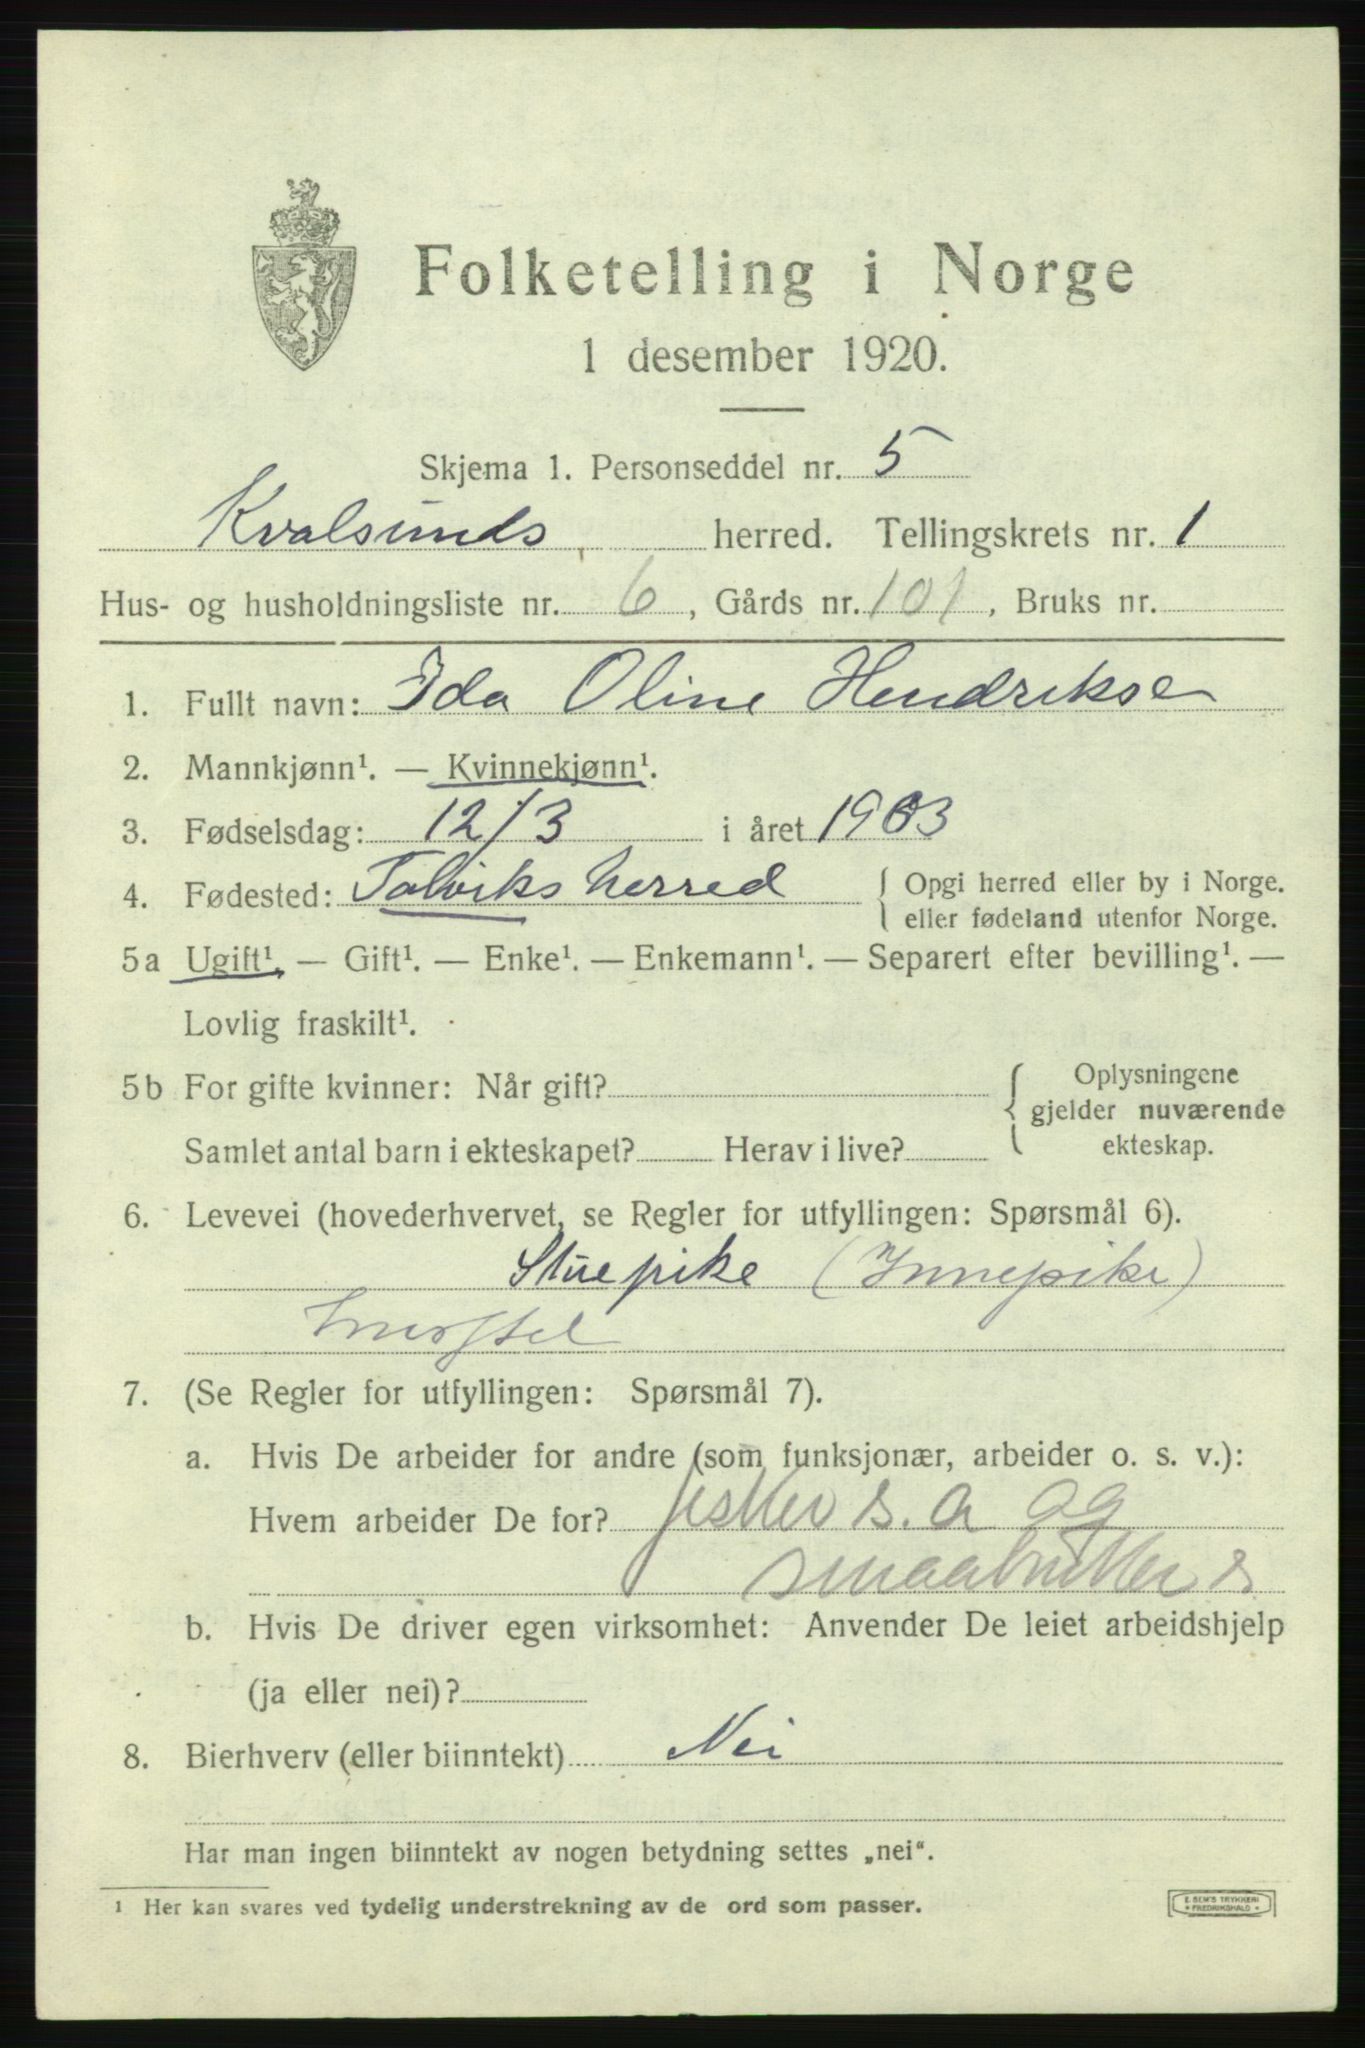 Folketelling i Norge
1 desember 1920.
Skjema 1. Personseddel nr. 5
Kvalsunds herred. Tellingskrets nr. 1
Hus- og husholdningsliste nr. 6, Gårds nr. 101, Bruks nr.
1. Fullt navn: Ida Oline Hendrikse
2. Mannkjønn¹. — Kvinnekjønn¹.
3. Fødselsdag: 12/3 i året 1903
4. Fødested: Talviks herred { Opgi herred eller by i Norge.
{ eller fødeland utenfor Norge.
5a Ugift¹. — Gift¹. — Enke¹. — Enkemann¹. — Separert efter bevilling¹. —
Lovlig fraskilt¹.
5b For gifte kvinner: Når gift? { Oplysningene
gjelder nuværende
Samlet antal barn i ekteskapet? Herav i live? ekteskap.
6. Levevei (hovederhvervet, se Regler for utfyllingen: Spørsmål 6).
Stuepike (Innepike)
7. (Se Regler for utfyllingen: Spørsmål 7).
a. Hvis De arbeider for andre (som funksjonær, arbeider o. s. v.):
Hvem arbeider De for? fisker s. a og
smaabruker s
b. Hvis De driver egen virksomhet: Anvender De leiet arbeidshjelp
(ja eller nei)?
8. Bierhverv (eller biinntekt) Nei
Har man ingen biinntekt av nogen betydning settes „nei“.
¹ Her kan svares ved tydelig understrekning av de ord som passer.
E. SEM'S TRYKKERI
FREDRIKSHALD